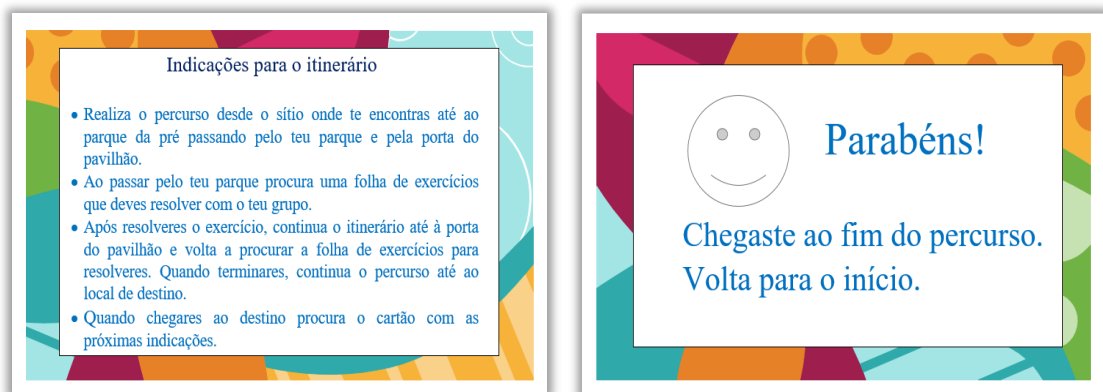 Indicações para o itinerário
• Realiza o percurso desde o sítio onde te encontras até ao
parque da pré passando pelo teu parque e pela porta do
pavilhão.
• Ao passar pelo teu parque procura uma folha de exercícios
que deves resolver com o teu grupo.
• Após resolveres o exercício, continua o itinerário até à porta
do pavilhão e volta a procurar a folha de exercícios para
resolveres. Quando terminares, continua o percurso até ao
local de destino.
• Quando chegares ao destino procura o cartão com as
próximas indicações.
Parabéns!
Chegaste ao fim do percurso.
Volta para o início.